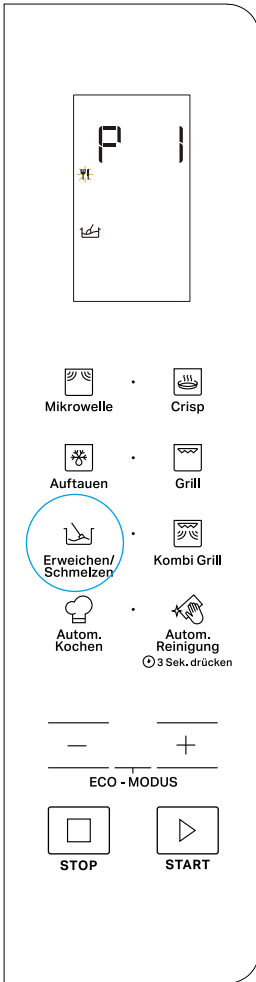 P 1
Mikrowelle
Crisp
Auftauen
Grill
Erweichen/
Schmelzen
Kombi Grill
Autom.
Kochen
Autom.
Reinigung
3 Sek. drücken
− +
ECO - MODUS
STOP
START